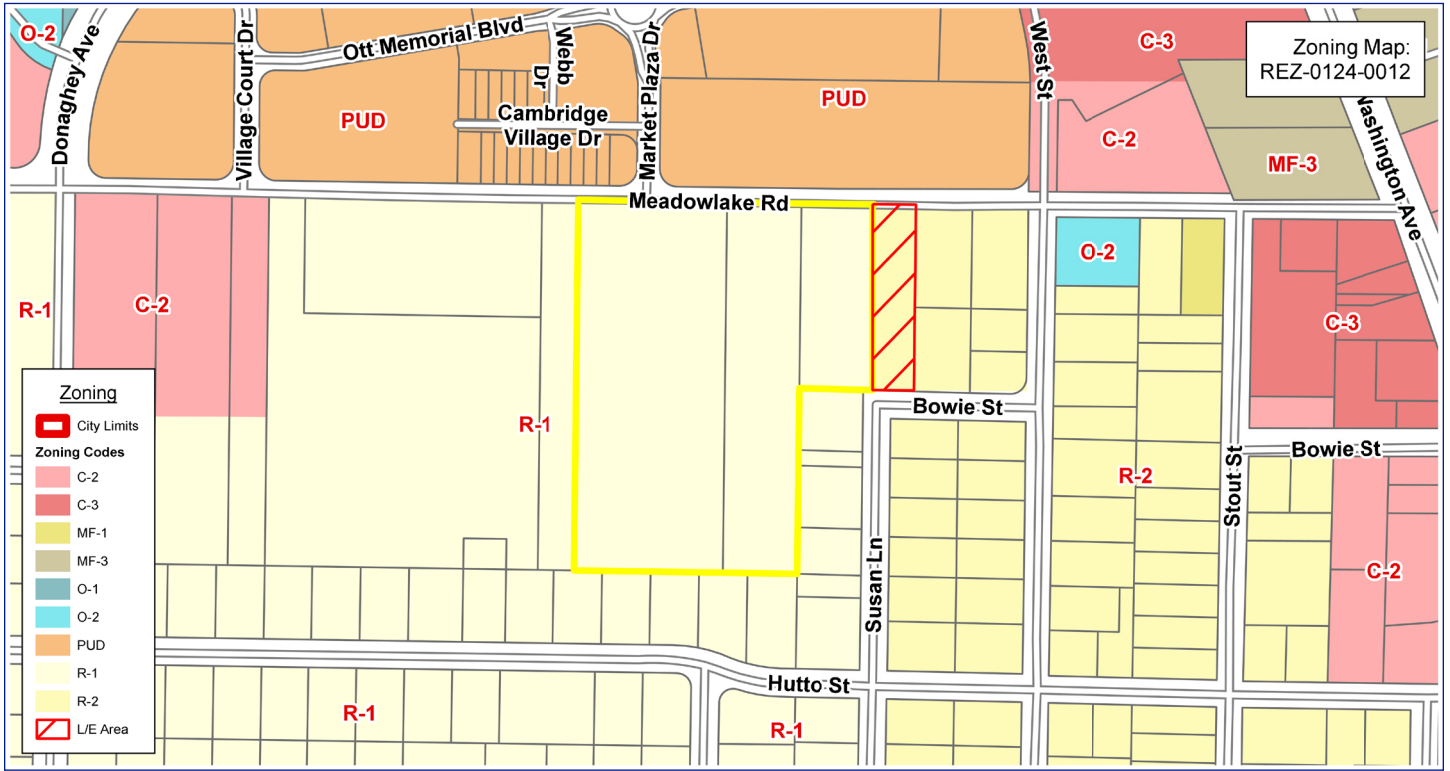 Zoning Map:
REZ-0124-0012
O-2
Donaghey Ave
Village Court Dr
Ott Memorial Blvd
Webb
Dr
Market Plaza Dr
West St
C-3
PUD
Cambridge
Village Dr
PUD
C-2
MF-3
Washington Ave
Meadowlake Rd
R-1
C-2
O-2
C-3
R-1
Bowie St
R-2
Bowie St
Stout St
Susan Ln
C-2
Hutto St
R-1
R-1
Zoning
City Limits
Zoning Codes
C-2
C-3
MF-1
MF-3
O-1
O-2
PUD
R-1
R-2
L/E Area